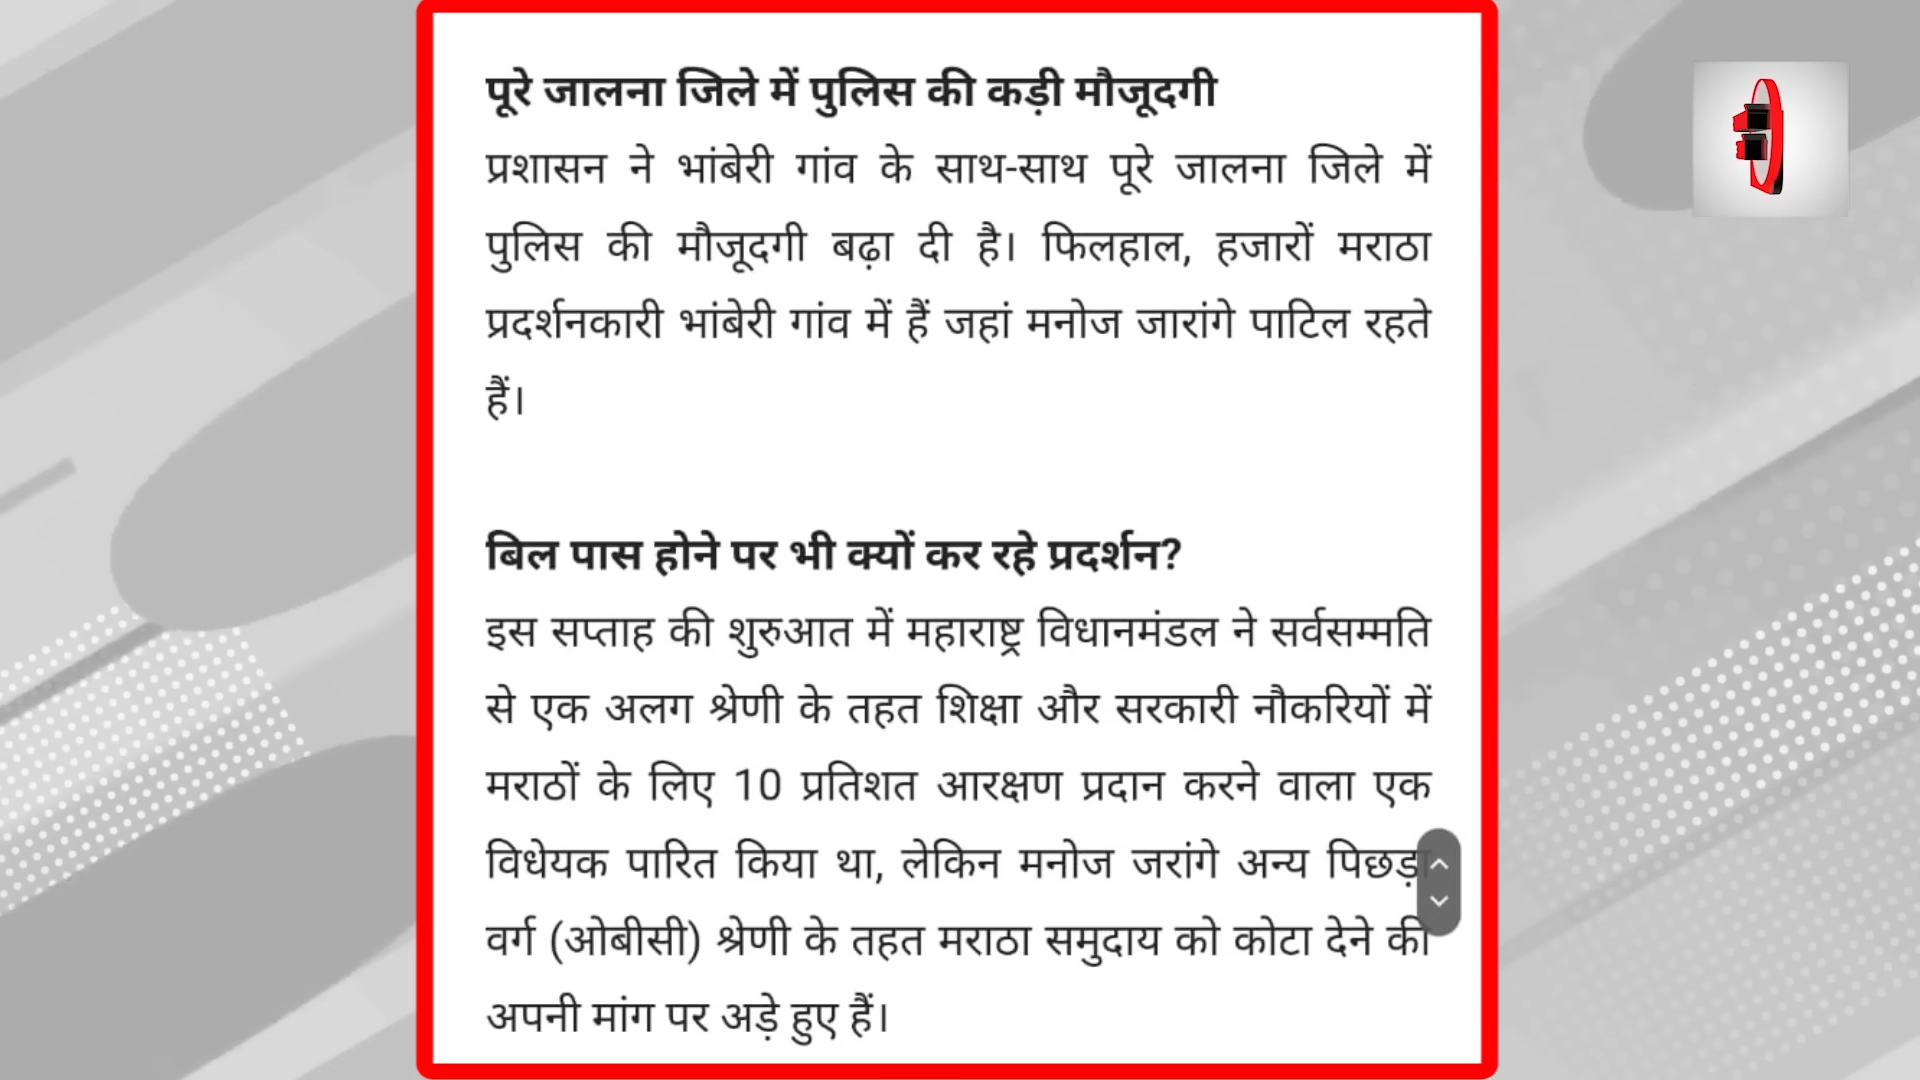 पूरे जालना जिले में पुलिस की कड़ी मौजूदगी
प्रशासन ने भांबेरी गांव के साथ-साथ पूरे जालना जिले में
पुलिस की मौजूदगी बढ़ा दी है। फिलहाल, हजारों मराठा
प्रदर्शनकारी भांबेरी गांव में हैं जहां मनोज जारांगे पाटिल रहते
हैं।
बिल पास होने पर भी क्यों कर रहे प्रदर्शन?
इस सप्ताह की शुरुआत में महाराष्ट्र विधानमंडल ने सर्वसम्मति
से एक अलग श्रेणी के तहत शिक्षा और सरकारी नौकरियों में
मराठों के लिए 10 प्रतिशत आरक्षण प्रदान करने वाला एक
विधेयक पारित किया था, लेकिन मनोज जरांगे अन्य पिछड़ा
वर्ग (ओबीसी) श्रेणी के तहत मराठा समुदाय को कोटा देने की
अपनी मांग पर अड़े हुए हैं।